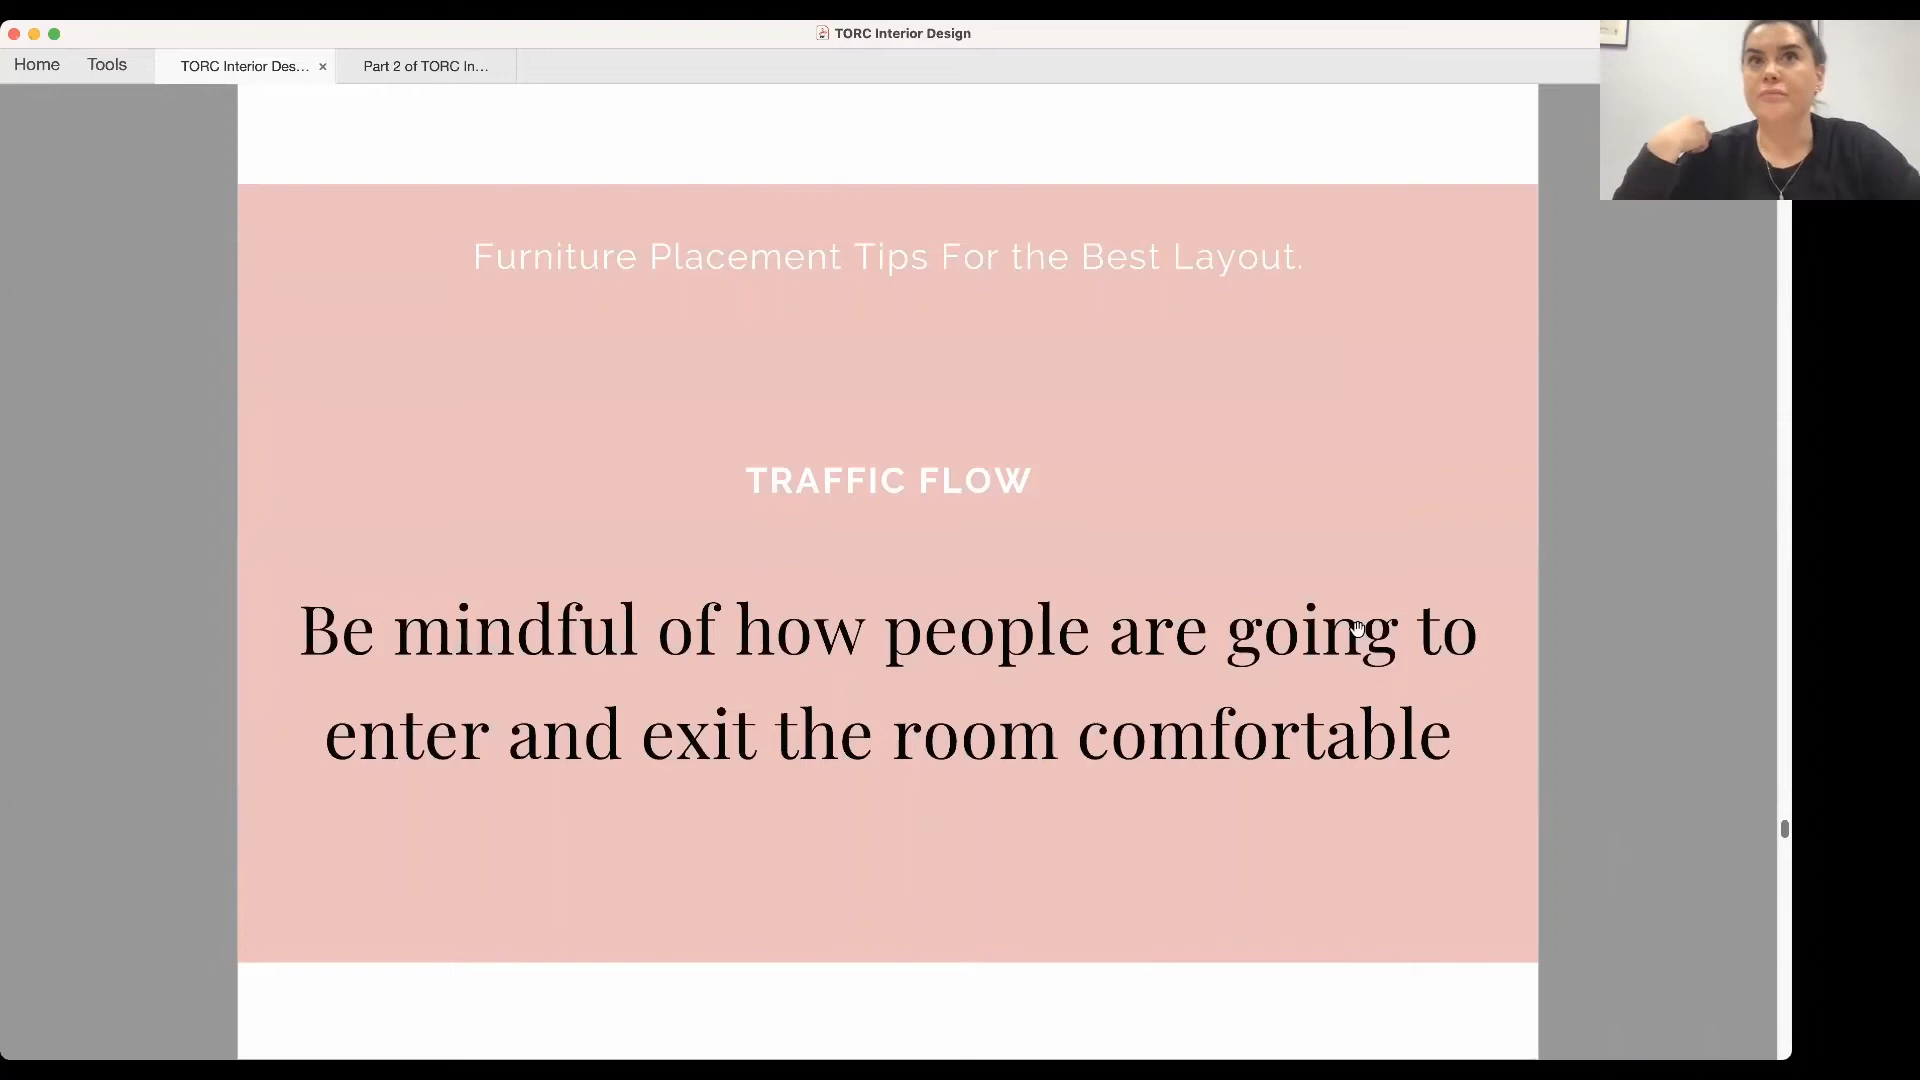 TORC Interior Design
Home
Tools
TORC Interior Des...
Part 2 of TORC In...
Furniture Placement Tips For the Best Layout.
TRAFFIC FLOW
Be mindful of how people are going to
enter and exit the room comfortable